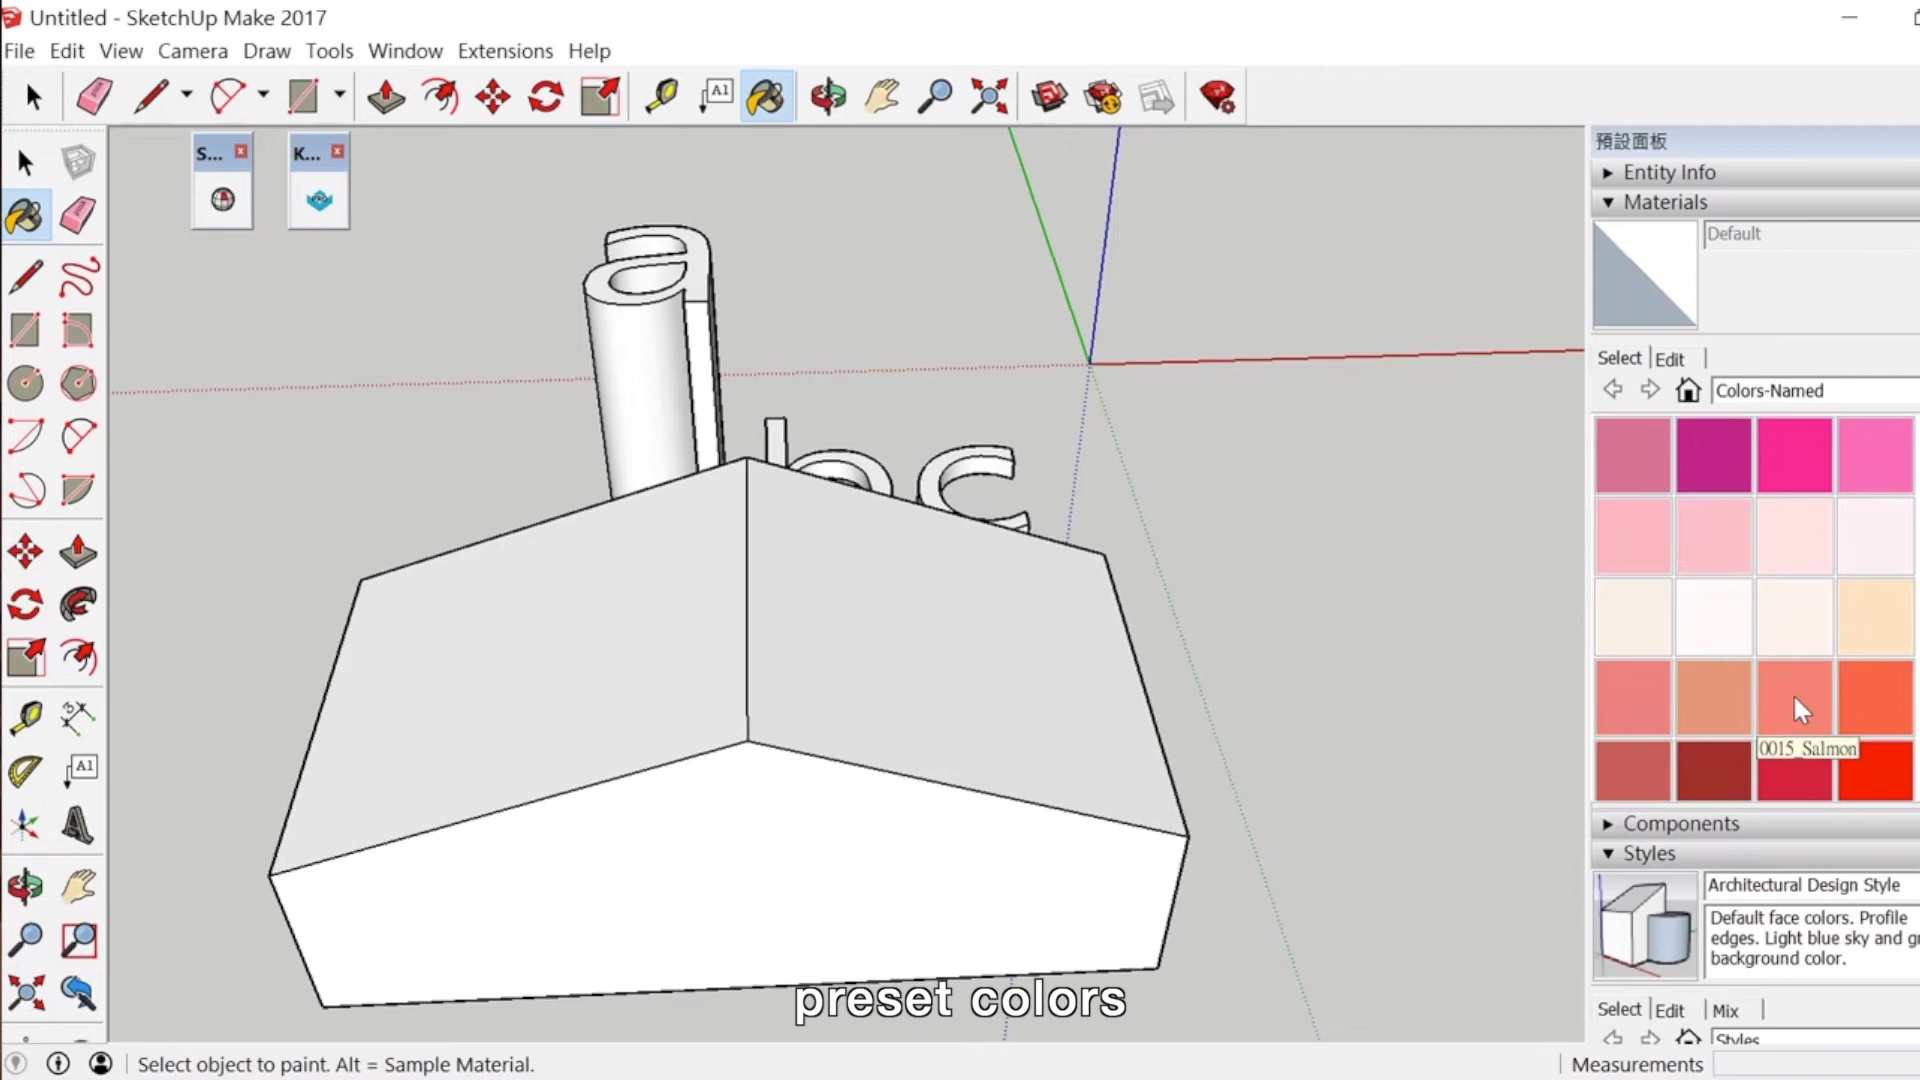 Untitled - SketchUp Make 2017
File Edit View Camera Draw Tools Window Extensions Help
A1
S...
K...
預設面板
Entity Info
Materials
Default
Select Edit
Colors-Named
a
b c
0015_Salmon
A1
Components
Styles
Architectural Design Style
Default face colors. Profile
edges. Light blue sky and
background color.
preset colors
Select Edit Mix
Styles
Select object to paint. Alt = Sample Material.
Measurements